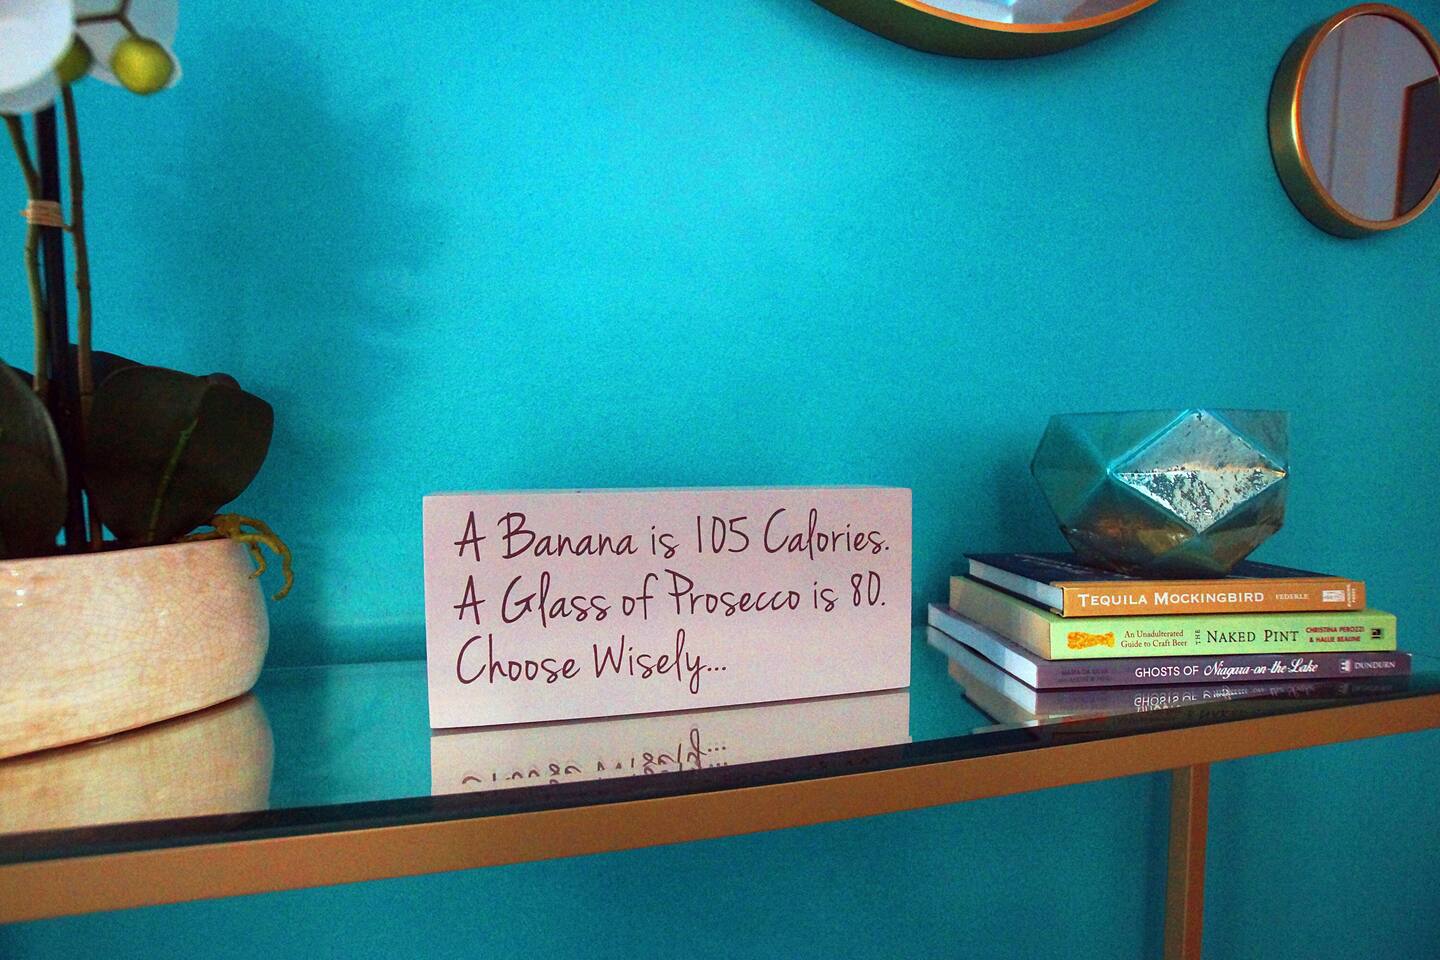 A Banana is 105 Calories.
A Glass of Prosecco is 80.
Choose Wisely...
TEQUILA MOCKINGBIRD FEDERLE
An Unadulterated
Guide to Craft Beer
THE NAKED PINT
CHRISTINA PEROZZI
& HALLIE BEAUNE
GHOSTS OF Niagara-on-the-Lake DUNDURN